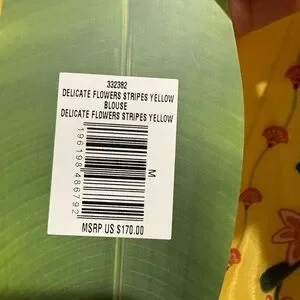 332382
DELICATE FLOWERS STRIPES YELLOW
BLOUSE
DELICATE FLOWERS STRIPES YELLOW
196198486792
M
MSRP US $170.00